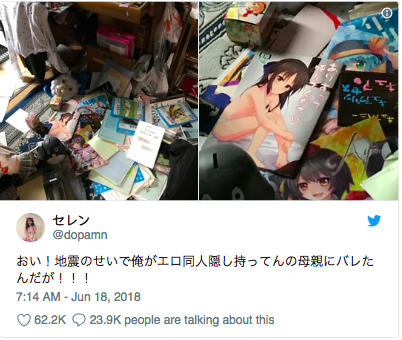 セレン
@dopamn
おい！地震のせいで俺がエロ同人隠し持ってんの母親にバレた
んだが！！！
7:14 AM - Jun 18, 2018
62.2K
23.9K people are talking about this